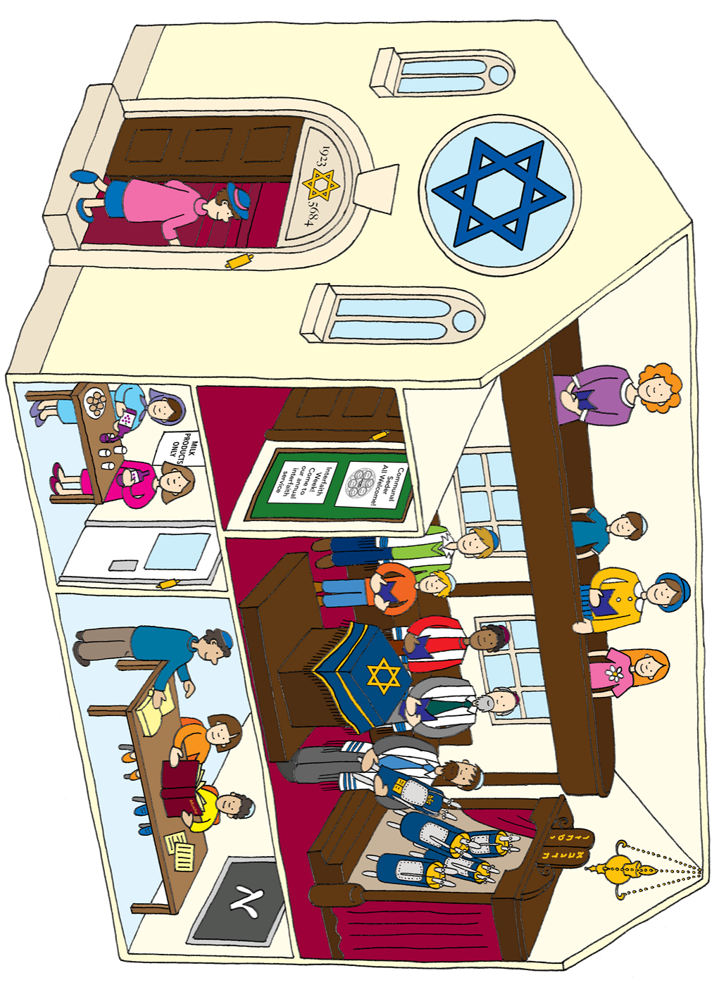 1923 5684
Communal
Seder
All Welcome!
Interfaith
Week!
Come to
our annual
interfaith
service
MILK
PRODUCTS
ONLY
א